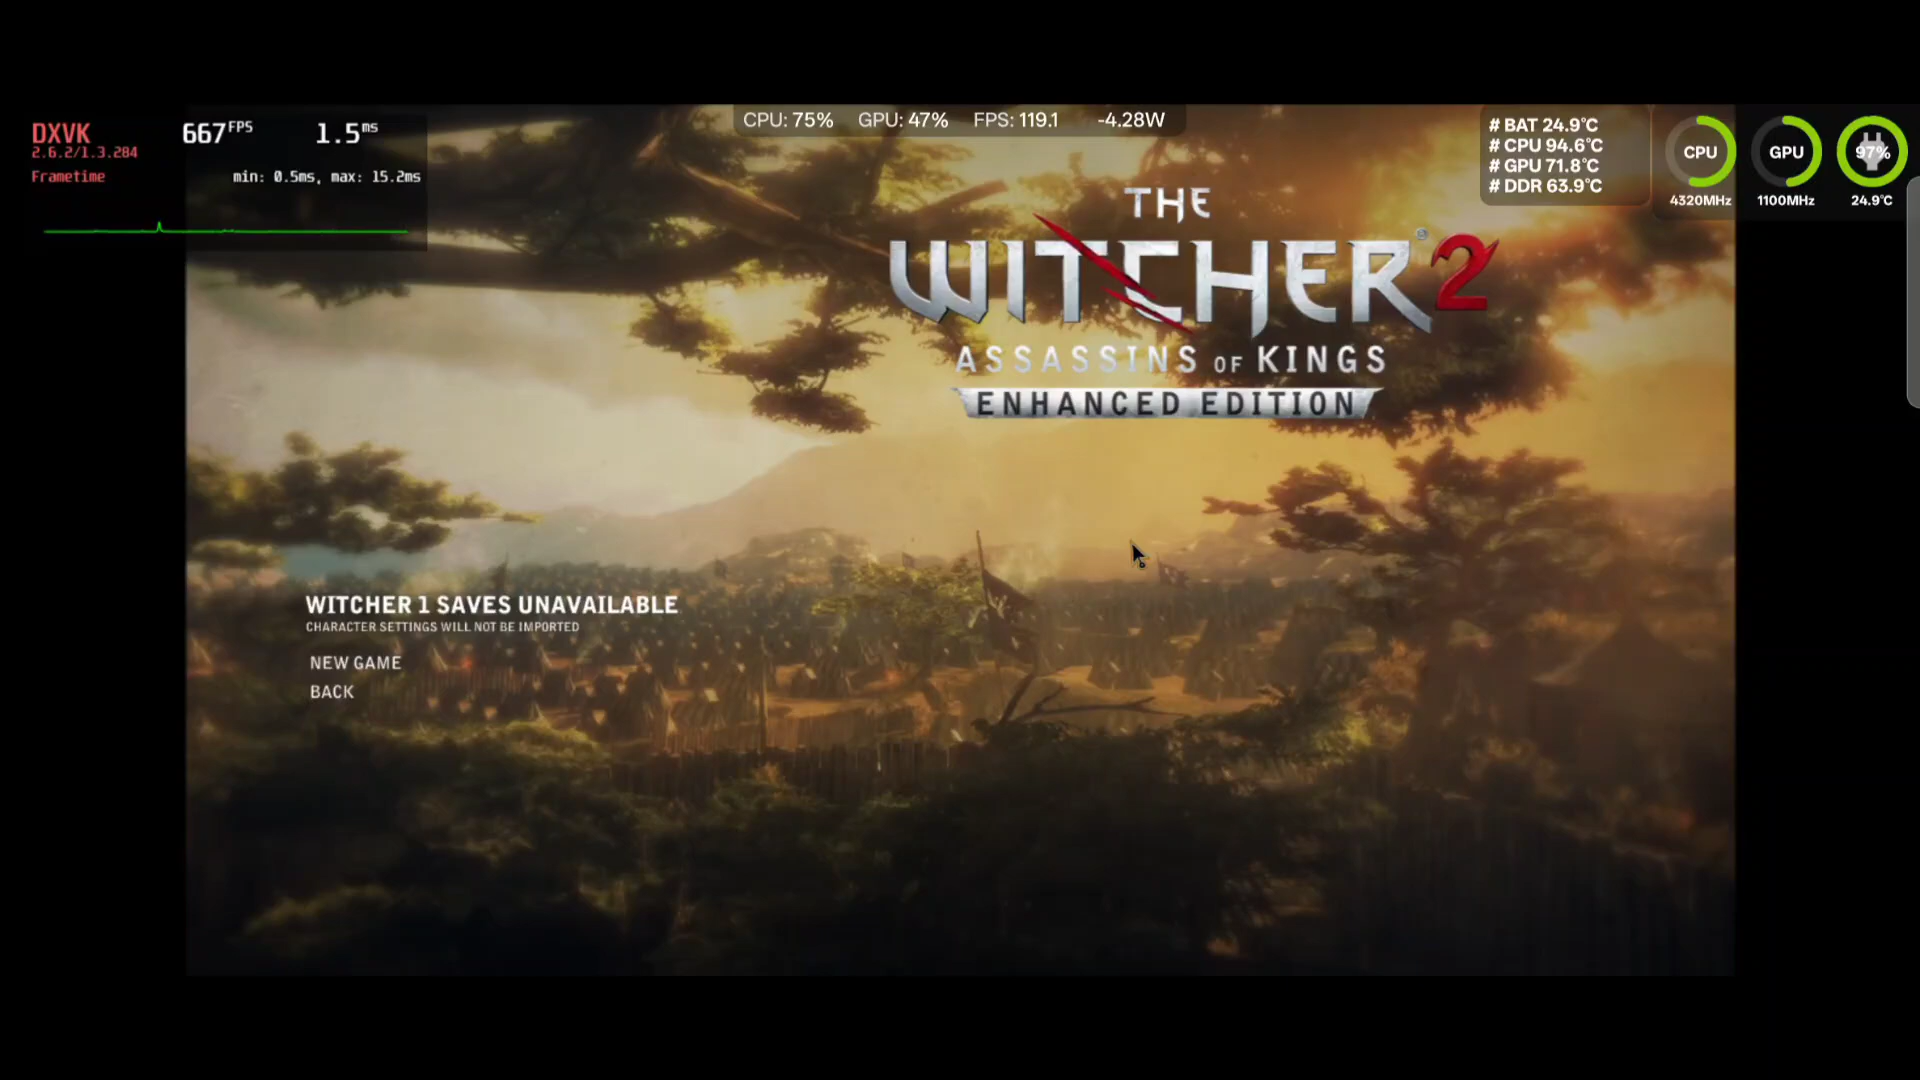 DXVK
2.6.2/1.3.284
667FPS 1.5ms
Frametime
min: 0.5ms, max: 15.2ms
CPU: 75% GPU: 47% FPS: 119.1 -4.28W
# BAT 24.9°C
# CPU 94.6°C
# GPU 71.8°C
# DDR 63.9°C
CPU
4320MHz
GPU
1100MHz
97%
24.9°C
THE
WITCHER® 2
ASSASSINS OF KINGS
ENHANCED EDITION
WITCHER 1 SAVES UNAVAILABLE
CHARACTER SETTINGS WILL NOT BE IMPORTED
NEW GAME
BACK